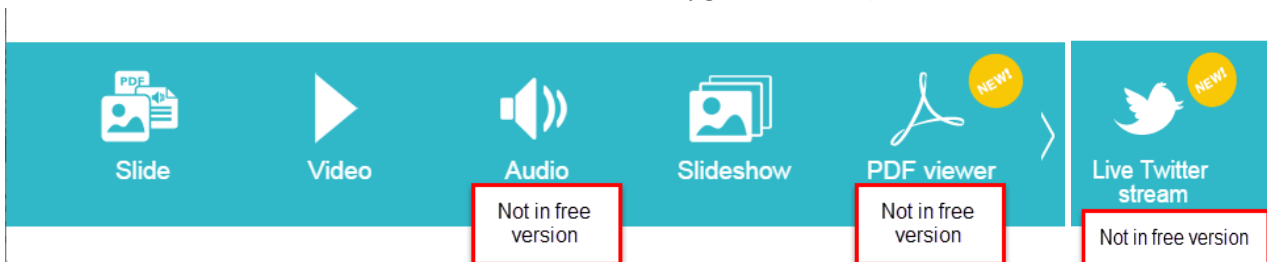 PDF
Slide
Video
Audio
Slideshow
NEW!
PDF viewer
NEW!
Live Twitter
stream
Not in free
version
Not in free
version
Not in free version